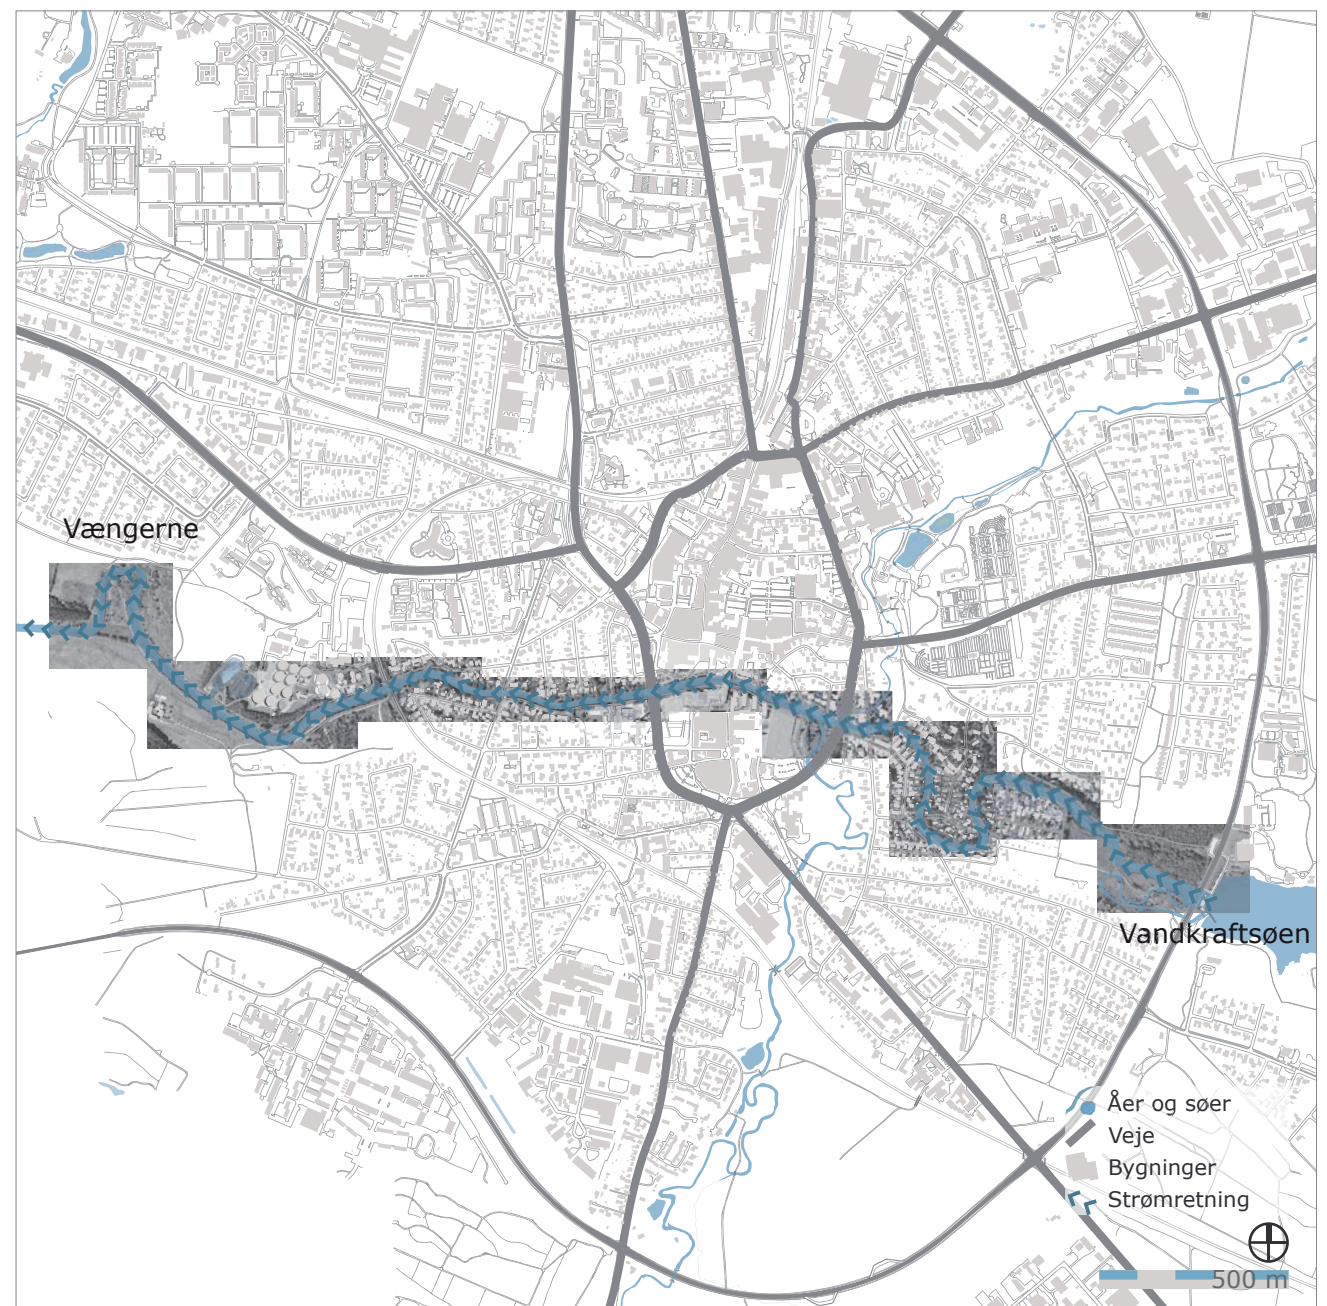 Vængerne
Vandkraftsøen
Åer og søer
Veje
Bygninger
Strømretning
500 m